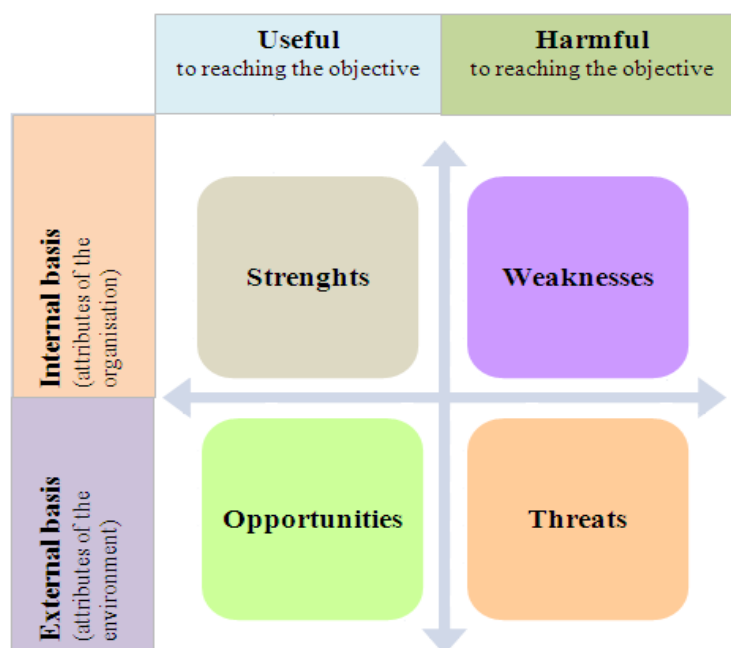 Useful
to reaching the objective
Harmful
to reaching the objective
Internal basis
(attributes of the
organisation)
Strenghts
Weaknesses
External basis
(attributes of the
environment)
Opportunities
Threats